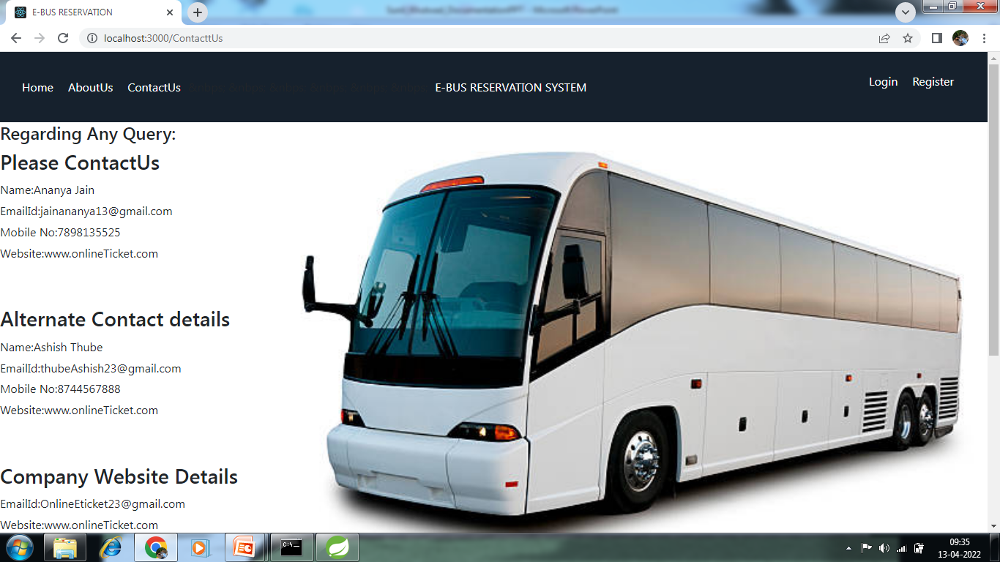 E-BUS RESERVATION
localhost:3000/ContacttUs
Home AboutUs ContactUs
E-BUS RESERVATION SYSTEM
Login Register
Regarding Any Query:
Please ContactUs
Name:Ananya Jain
EmailId:jainananya13@gmail.com
Mobile No:7898135525
Website:www.onlineTicket.com
Alternate Contact details
Name:Ashish Thube
EmailId:thubeAshish23@gmail.com
Mobile No:8744567888
Website:www.onlineTicket.com
Company Website Details
EmailId:OnlineEticket23@gmail.com
Website:www.onlineTicket.com
09:35
13-04-2022